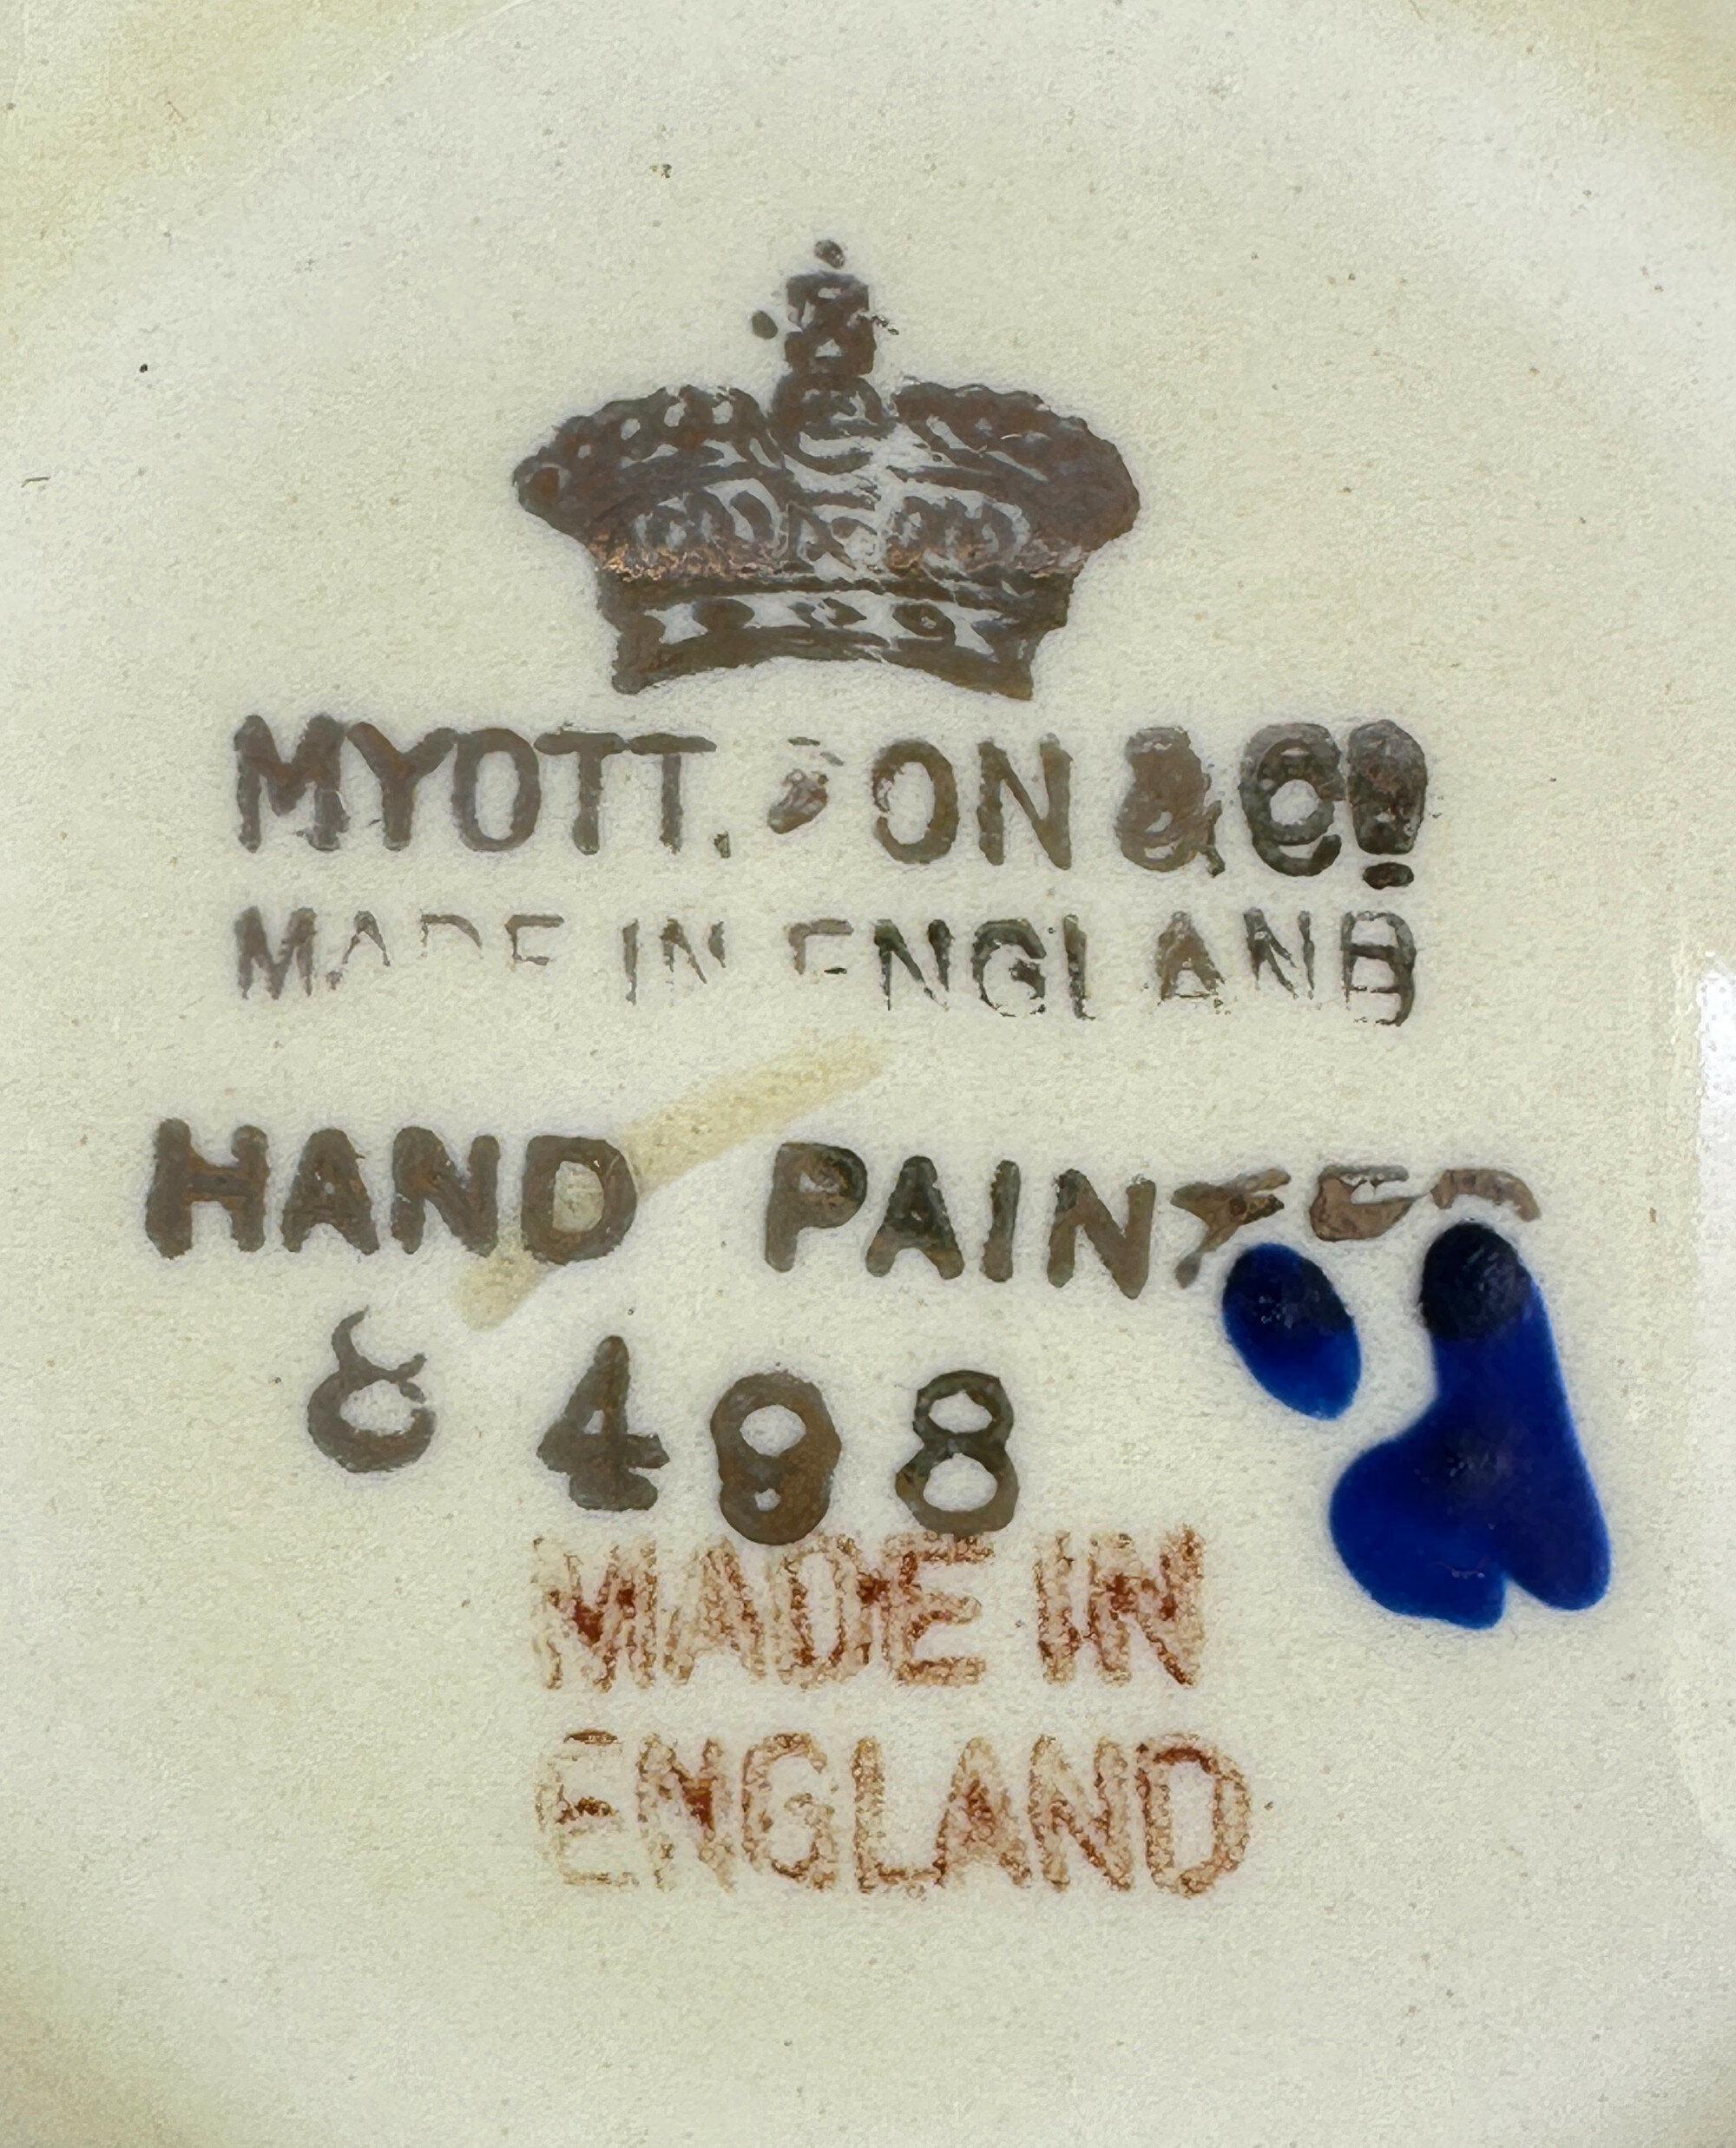 MYOTT, SON & Cº
MADE IN ENGLAND
HAND PAINTED
8498
MADE IN
ENGLAND